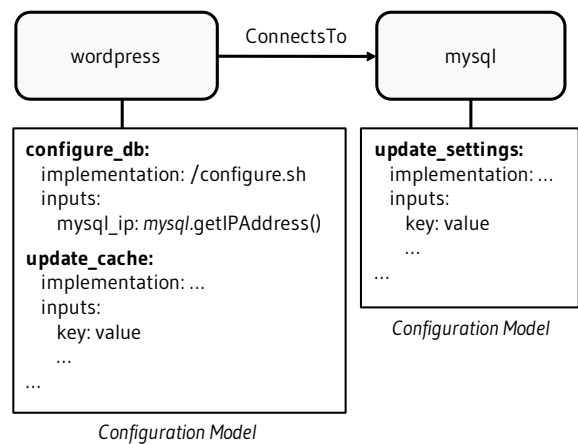 ConnectsTo
wordpress
mysql
configure_db:
implementation: /configure.sh
inputs:
mysql_ip: mysql.getIPAddress()
update_cache:
implementation: …
inputs:
key: value
…
…
Configuration Model
update_settings:
implementation: …
inputs:
key: value
…
…
Configuration Model